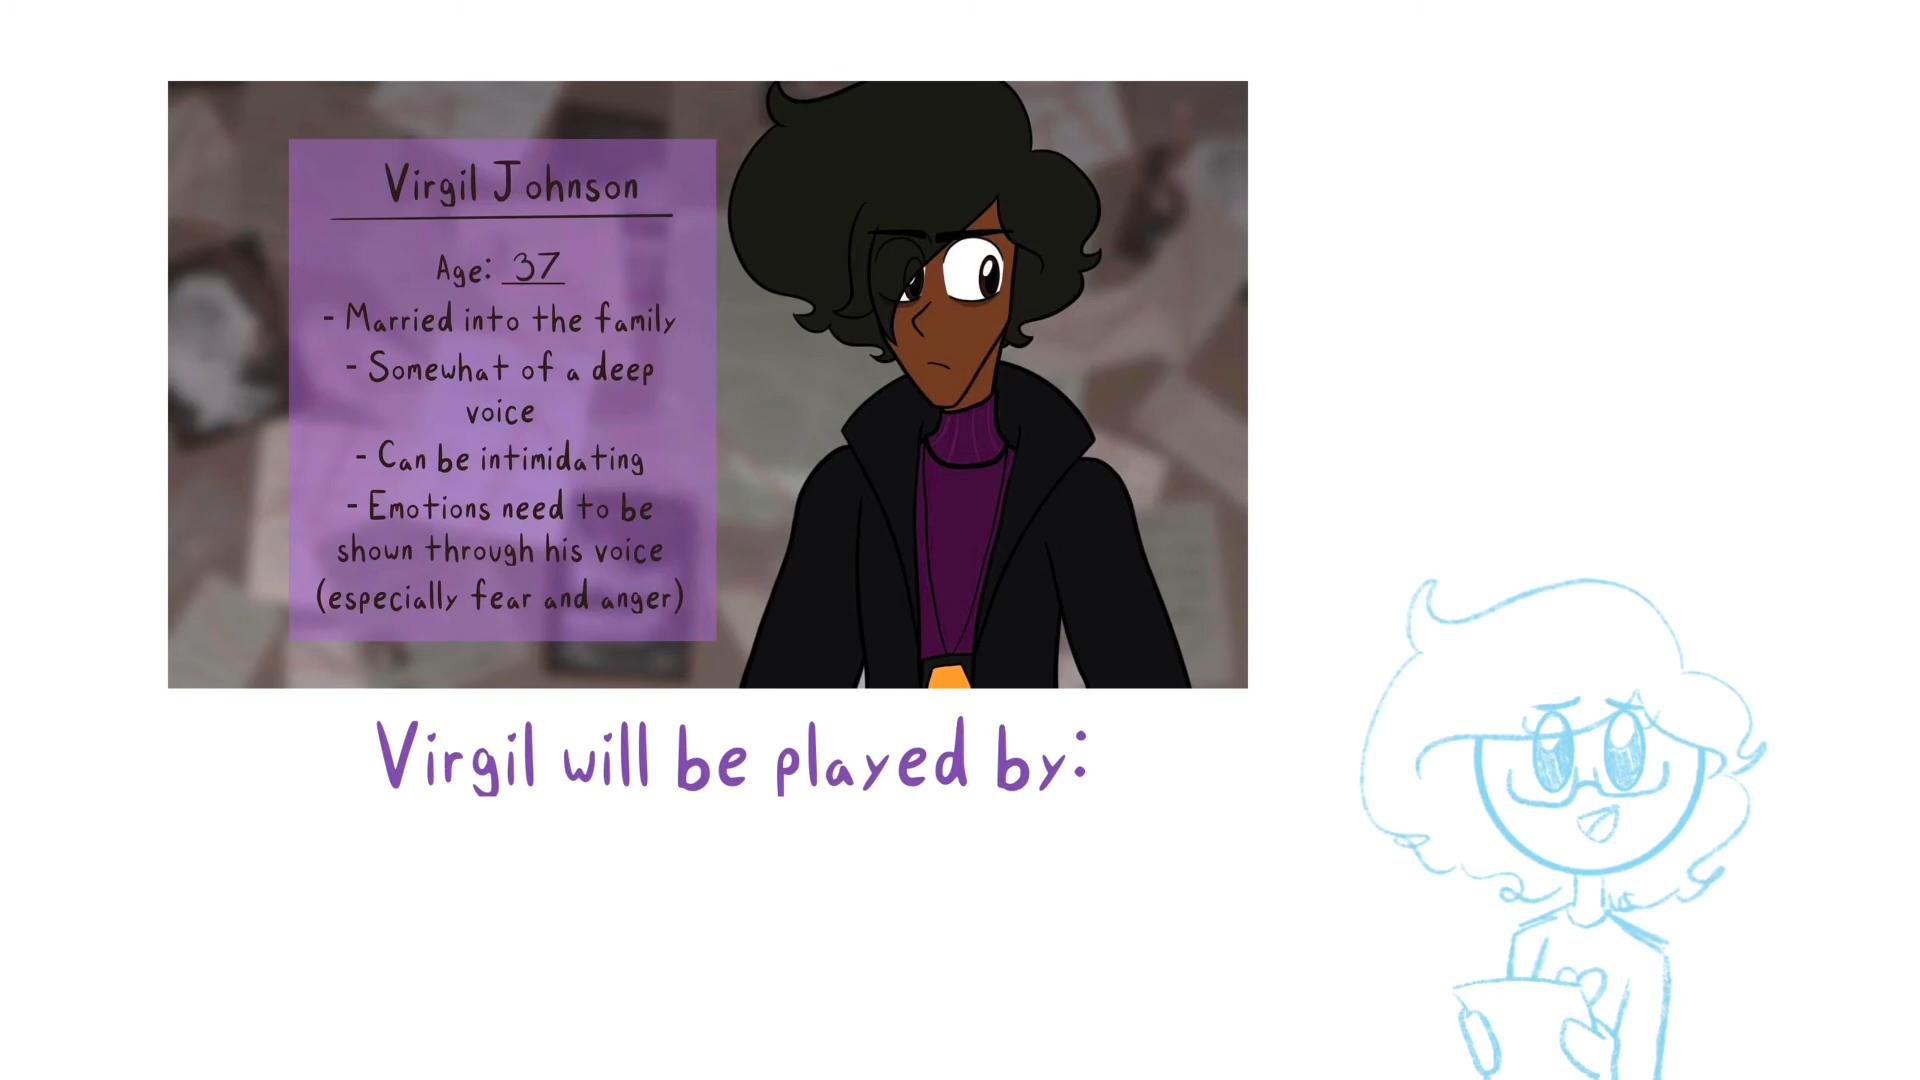 Virgil Johnson
Age: 37
- Married into the family
- Somewhat of a deep
voice
- Can be intimidating
- Emotions need to be
shown through his voice
(especially fear and anger)
Virgil will be played by: